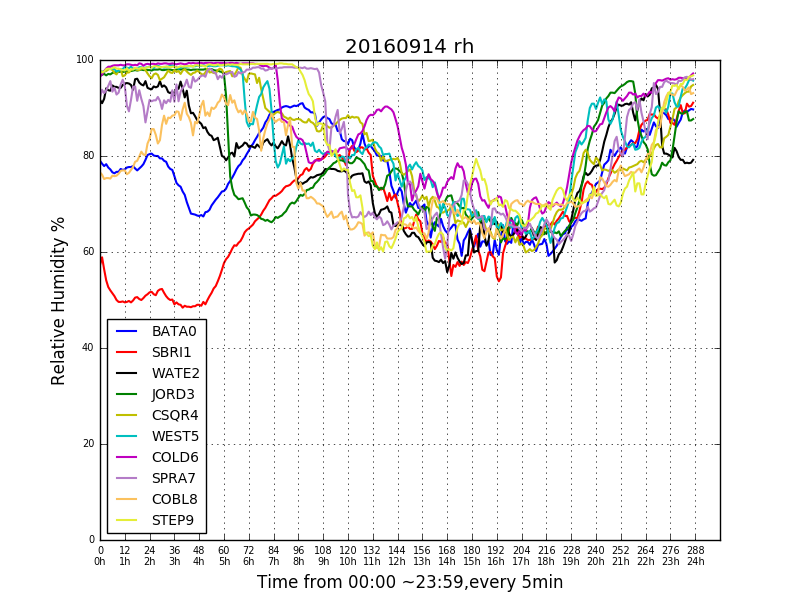 20160914 rh
100
80
60
40
20
0
Relative Humidity %
BATA0
SBRI1
WATE2
JORD3
CSQR4
WEST5
COLD6
SPRA7
COBL8
STEP9
0 12 24 36 48 60 72 84 96 108 120 132 144 156 168 180 192 204 216 228 240 252 264 276 288
0h 1h 2h 3h 4h 5h 6h 7h 8h 9h 10h 11h 12h 13h 14h 15h 16h 17h 18h 19h 20h 21h 22h 23h 24h
Time from 00:00 ~23:59,every 5min